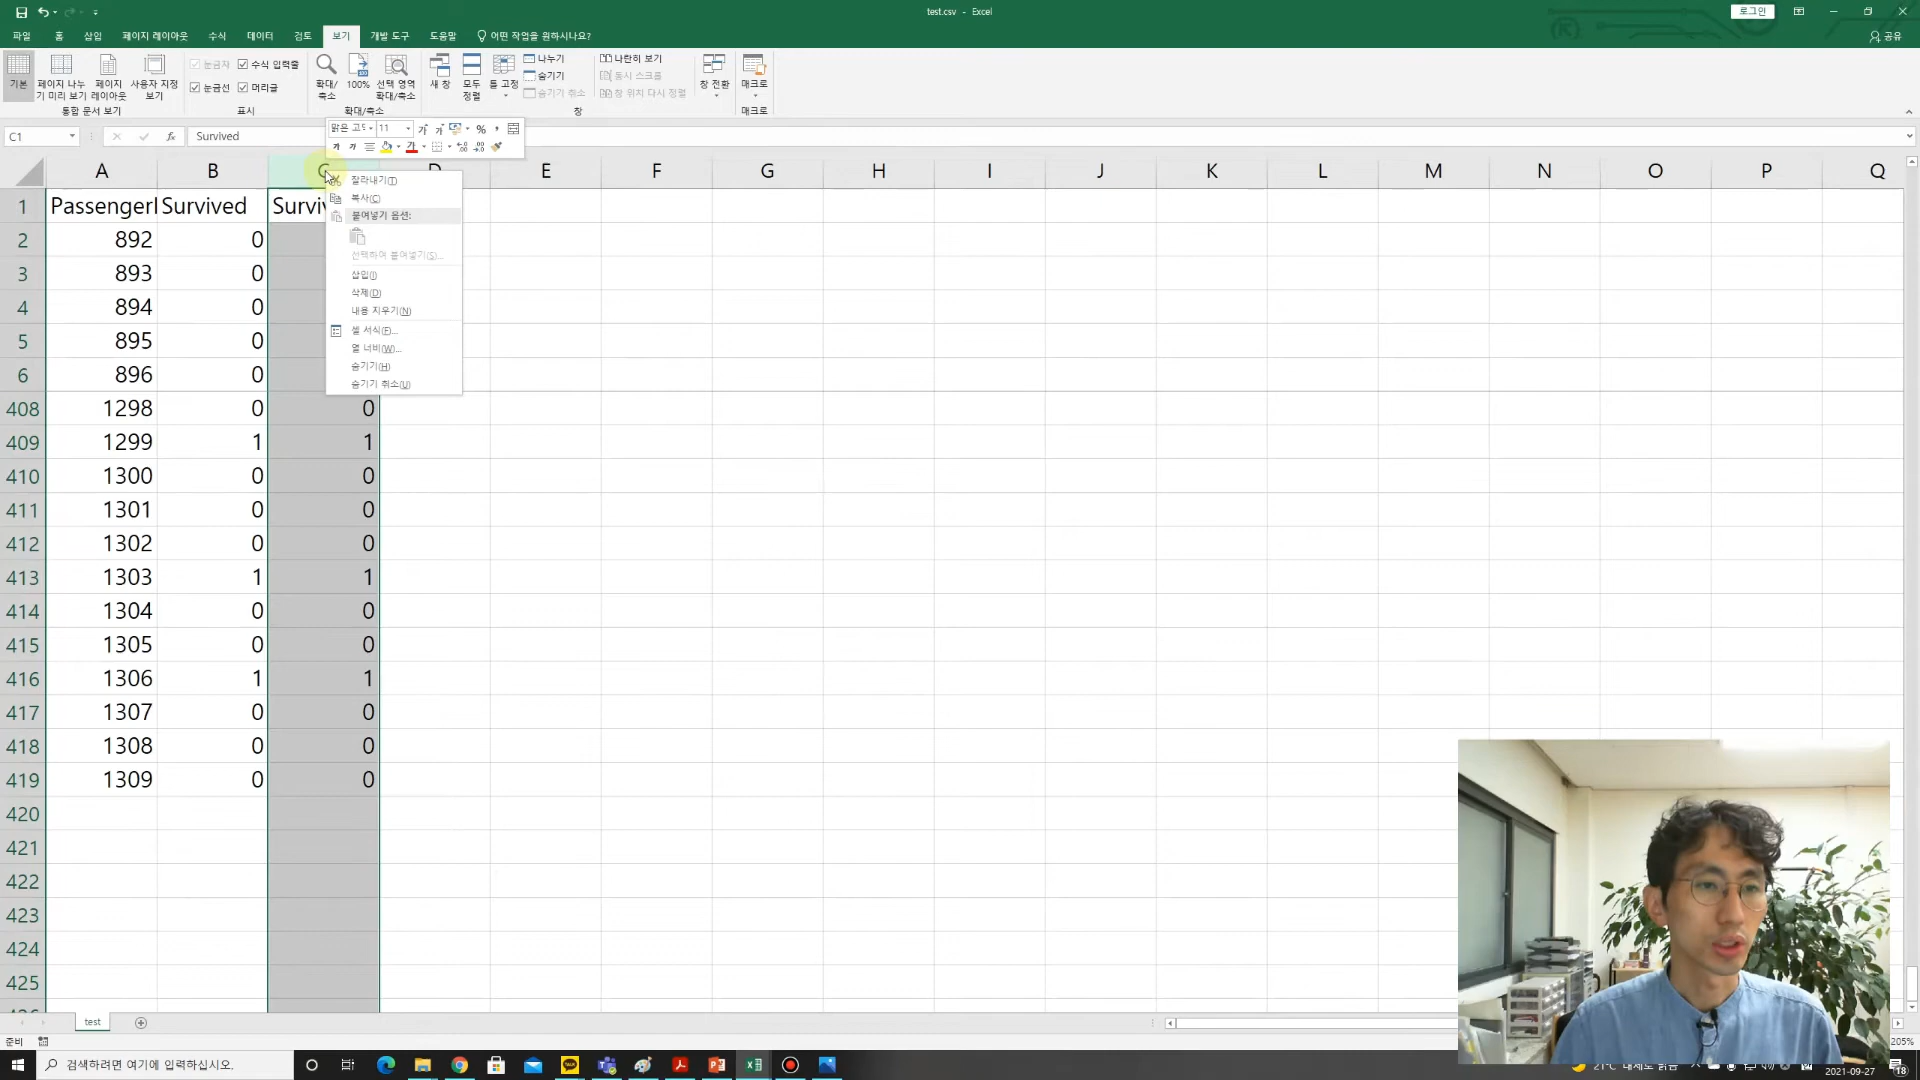 test.csv - Excel
로그인
파일 홈 삽입 페이지 레이아웃 수식 데이터 검토 보기 개발 도구 도움말 어떤 작업을 원하시나요? 공유
기본 페이지 나누기 미리 보기 페이지 레이아웃 사용자 지정 보기
통합 문서 보기
눈금자 수식 입력줄
눈금선 머리글
표시
확대/축소 100% 선택 영역 확대/축소
확대/축소
새 창 모두 정렬 틀 고정
나누기
숨기기
숨기기 취소
나란히 보기
동시 스크롤
창 위치 다시 정렬
창 전환
창
매크로
매크로
C1 fx Survived
맑은 고딕 11 %
A B C D E F G H I J K L M N O P Q
1 PassengerI Survived Surviv
2 892 0
3 893 0
4 894 0
5 895 0
6 896 0
408 1298 0 0
409 1299 1 1
410 1300 0 0
411 1301 0 0
412 1302 0 0
413 1303 1 1
414 1304 0 0
415 1305 0 0
416 1306 1 1
417 1307 0 0
418 1308 0 0
419 1309 0 0
420
421
422
423
424
425
잘라내기(T)
복사(C)
붙여넣기 옵션:
선택하여 붙여넣기(S)...
삽입(I)
삭제(D)
내용 지우기(N)
셀 서식(F)...
열 너비(W)...
숨기기(H)
숨기기 취소(U)
test
준비
205%
검색하려면 여기에 입력하십시오.
21°C 대체로 맑음
2021-09-27
18